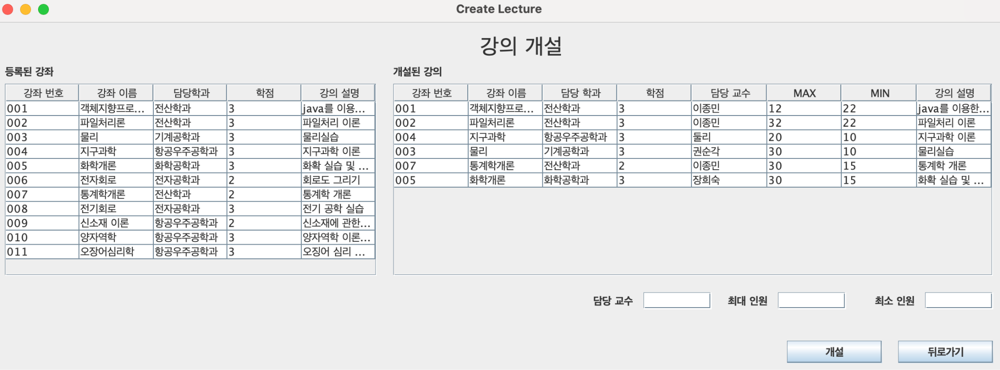 Create Lecture
강의 개설
등록된 강좌
강좌 번호 강좌 이름 담당학과 학점 강의 설명
001 객체지향프로... 전산학과 3 java를 이용...
002 파일처리론 전산학과 3 파일처리 이론
003 물리 기계공학과 3 물리실습
004 지구과학 항공우주공학과 3 지구과학 이론
005 화학개론 화학공학과 3 화확 실습 및 ...
006 전자회로 전자공학과 2 회로도 그리기
007 통계학개론 전산학과 2 통계학 개론
008 전기회로 전자공학과 3 전기 공학 실습
009 신소재 이론 항공우주공학과 2 신소재에 관한...
010 양자역학 항공우주공학과 3 양자역학 이론...
011 오장어심리학 항공우주공학과 3 오징어 심리 ...
개설된 강의
강좌 번호 강좌 이름 담당 학과 학점 담당 교수 MAX MIN 강의 설명
001 객체지향프로... 전산학과 3 이종민 12 22 java를 이용한...
002 파일처리론 전산학과 3 이종민 32 22 파일처리 이론
004 지구과학 항공우주공학과 3 둘리 20 10 지구과학 이론
003 물리 기계공학과 3 권순각 30 10 물리실습
007 통계학개론 전산학과 2 이종민 30 15 통계학 개론
005 화학개론 화학공학과 3 장희숙 30 15 화확 실습 및 ...
담당 교수 최대 인원 최소 인원
개설 뒤로가기